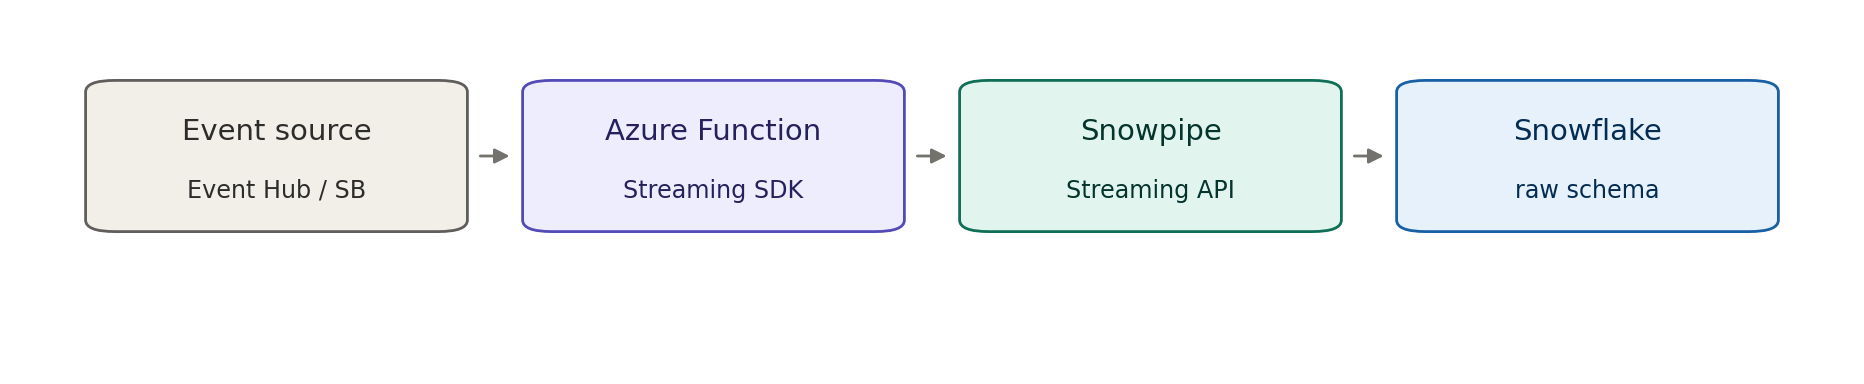 Event source
Event Hub / SB
Azure Function
Streaming SDK
Snowpipe
Streaming API
Snowflake
raw schema